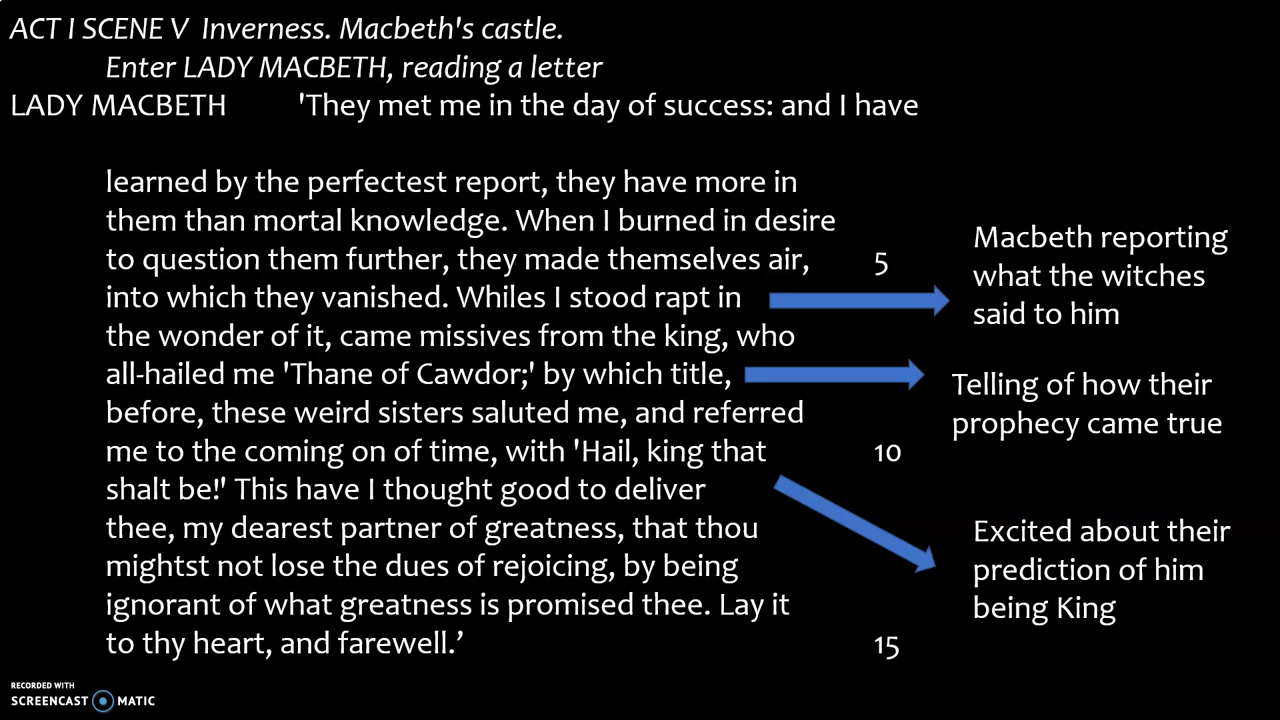 ACT I SCENE V Inverness. Macbeth's castle.
Enter LADY MACBETH, reading a letter
LADY MACBETH 'They met me in the day of success: and I have
learned by the perfectest report, they have more in
them than mortal knowledge. When I burned in desire
to question them further, they made themselves air, 5
into which they vanished. Whiles I stood rapt in
the wonder of it, came missives from the king, who
all-hailed me 'Thane of Cawdor;' by which title,
before, these weird sisters saluted me, and referred
me to the coming on of time, with 'Hail, king that 10
shalt be!' This have I thought good to deliver
thee, my dearest partner of greatness, that thou
mightst not lose the dues of rejoicing, by being
ignorant of what greatness is promised thee. Lay it
to thy heart, and farewell.’ 15
Macbeth reporting
what the witches
said to him
Telling of how their
prophecy came true
Excited about their
prediction of him
being King
RECORDED WITH
SCREENCAST MATIC